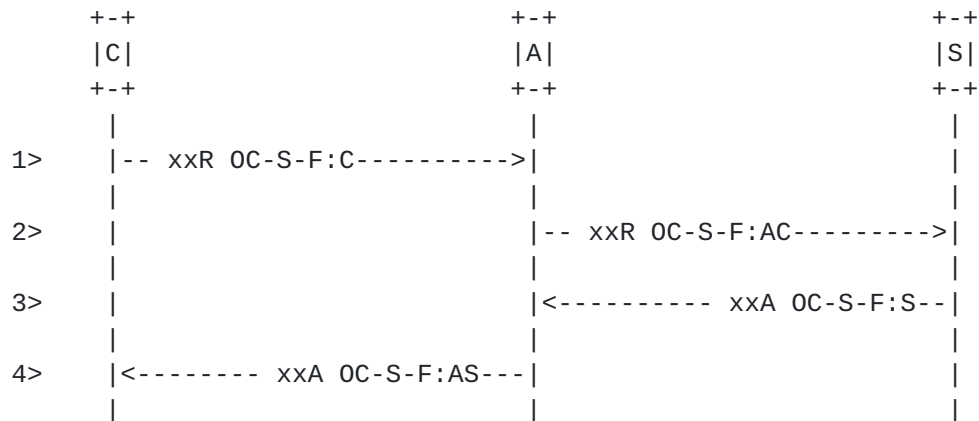 +-+                         +-+                         +-+
|C|                         |A|                         |S|
+-+                         +-+                         +-+
 |                           |                           |
1>     |-- xxR OC-S-F:C---------->|                           |
 |                           |                           |
2>     |                           |-- xxR OC-S-F:AC--------->|
 |                           |                           |
3>     |                           |<---------- xxA OC-S-F:S--|
 |                           |                           |
4>     |<-------- xxA OC-S-F:AS---|                           |
 |                           |                           |